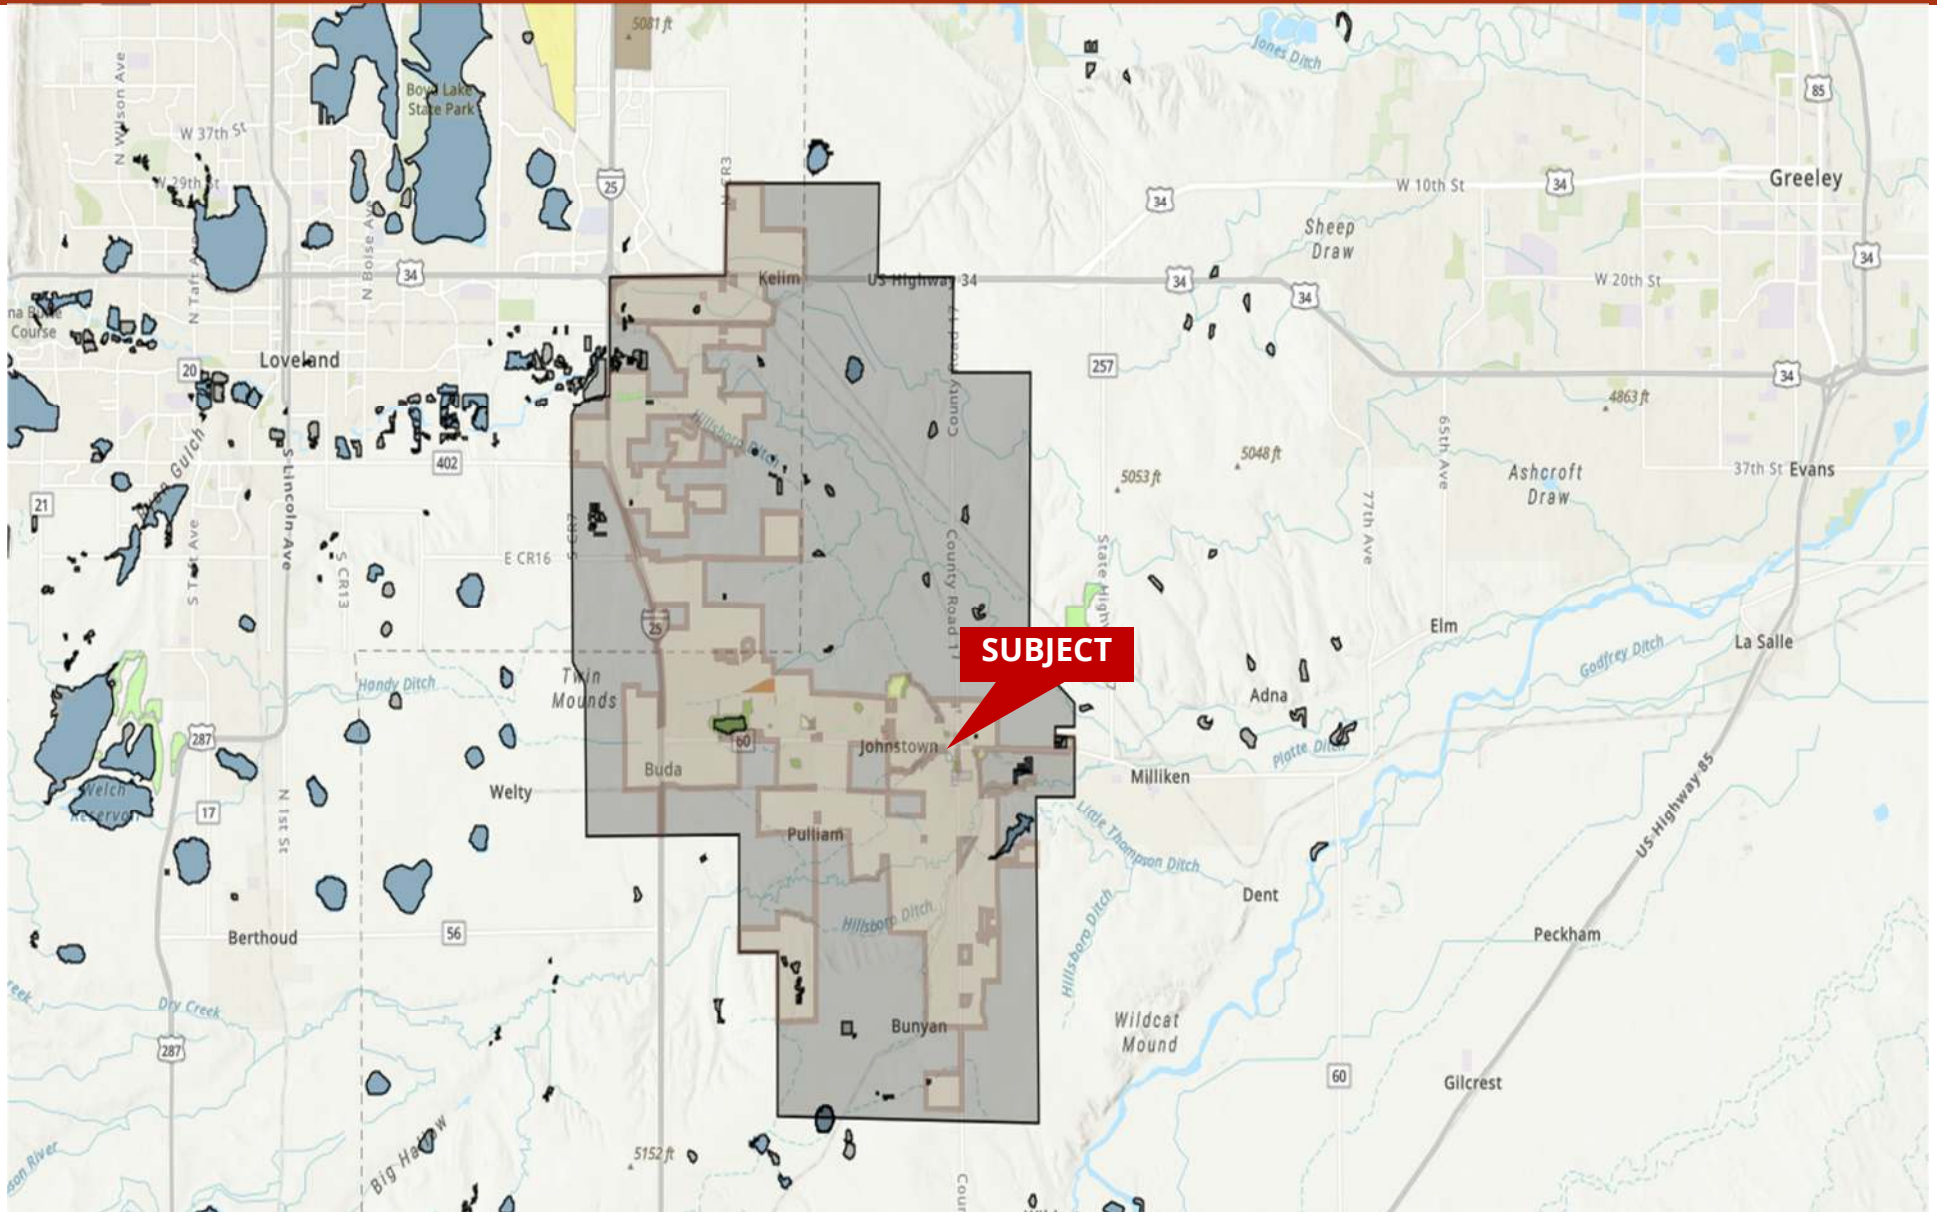 5081 ft
Jones Ditch
N Wilson Ave
Boyd Lake
State Park
85
W 37th St
W 29th St
25
34
W 10th St
34
Greeley
Sheep
Draw
N Taft Ave
N Boise Ave
34
Kelim
US Highway 34
34
34
W 20th St
34
Course
Loveland
20
257
34
4863 ft
County Road 17
Hillsboro Ditch
402
5048 ft
5053 ft
65th Ave
Ashcroft
Draw
37th St
Evans
21
Gulch
S Lincoln Ave
S Taft Ave
S CR13
S CR7
E CR16
77th Ave
County Road 17
25
Elm
La Salle
Godfrey Ditch
SUBJECT
Handy Ditch
Twin
Mounds
Adna
287
60
Johnstown
Platte Ditch
Buda
Welty
Milliken
Welch
Reservoir
17
N 1st St
Pulliam
Little Thompson Ditch
US Highway 85
Dent
Hillsboro Ditch
Hillsboro Ditch
Berthoud
56
Peckham
Dry Creek
287
Bunyan
Wildcat
Mound
60
Gilcrest
Big Hollow
5152 ft